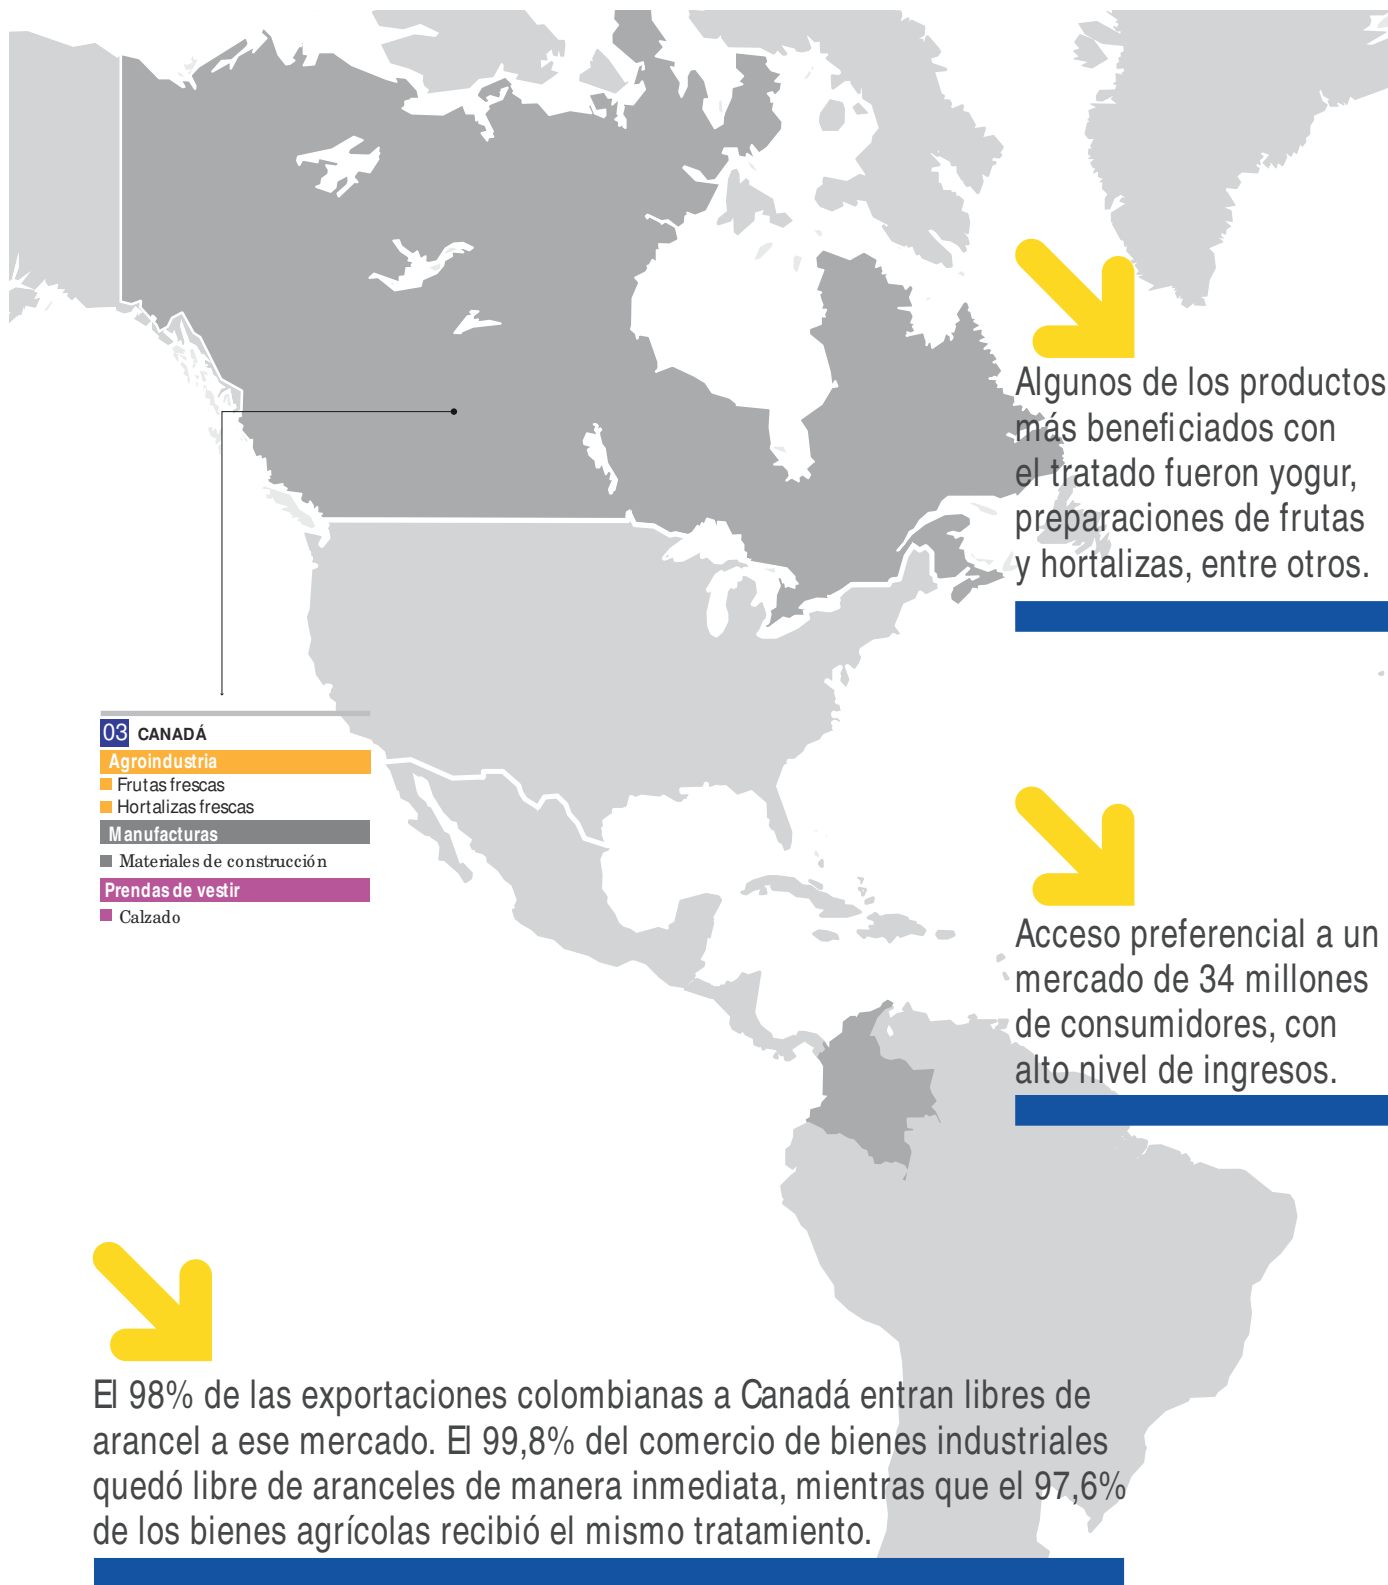 Algunos de los productos
más beneficiados con
el tratado fueron yogur,
preparaciones de frutas
y hortalizas, entre otros.
03 CANADÁ
Agroindustria
Frutas frescas
Hortalizas frescas
Manufacturas
Materiales de construcción
Prendas de vestir
Calzado
Acceso preferencial a un
mercado de 34 millones
de consumidores, con
alto nivel de ingresos.
El 98% de las exportaciones colombianas a Canadá entran libres de
arancel a ese mercado. El 99,8% del comercio de bienes industriales
quedó libre de aranceles de manera inmediata, mientras que el 97,6%
de los bienes agrícolas recibió el mismo tratamiento.